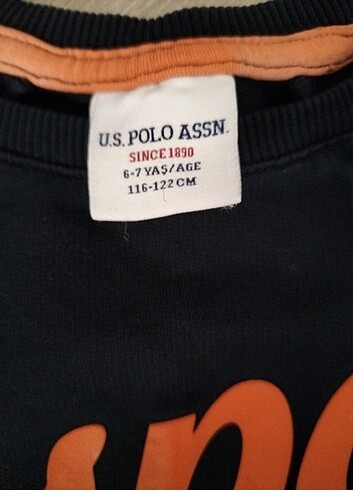 U.S. POLO ASSN.
SINCE 1890
6-7 YAŞ/AGE
116-122 CM